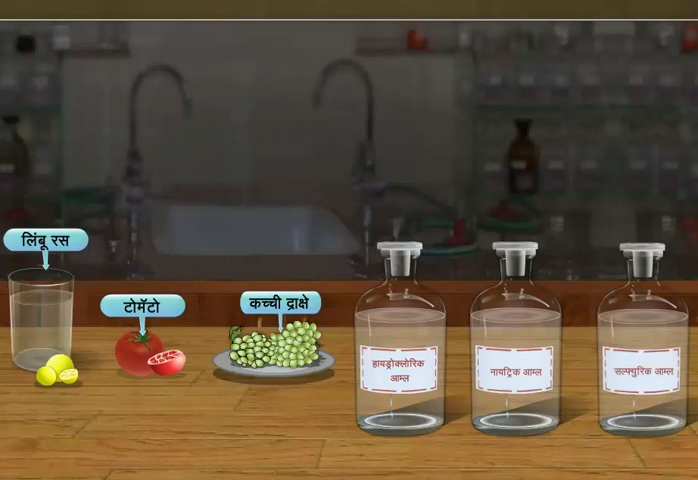 लिंबू रस
टोमॅटो
कच्ची द्राक्षे
हायड्रोक्लोरिक
आम्ल
नायट्रिक आम्ल
सल्फ्युरिक आम्ल